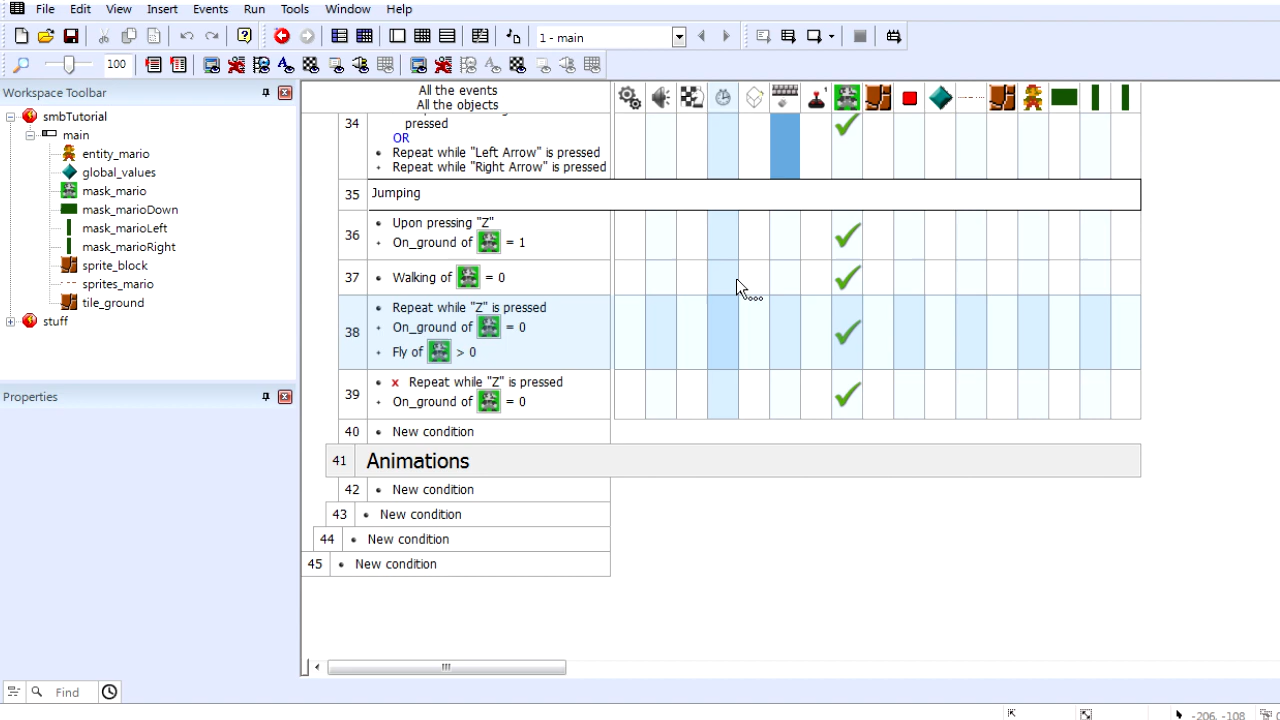 File Edit View Insert Events Run Tools Window Help
1 - main
100
Workspace Toolbar
smbTutorial
main
entity_mario
global_values
mask_mario
mask_marioDown
mask_marioLeft
mask_marioRight
sprite_block
sprites_mario
tile_ground
stuff
Properties
Find
All the events
All the objects
34
pressed
OR
Repeat while "Left Arrow" is pressed
Repeat while "Right Arrow" is pressed
35 Jumping
36
Upon pressing "Z"
On_ground of = 1
37 Walking of = 0
38
Repeat while "Z" is pressed
On_ground of = 0
Fly of > 0
39
x Repeat while "Z" is pressed
On_ground of = 0
40 New condition
41 Animations
42 New condition
43 New condition
44 New condition
45 New condition
-206, -108